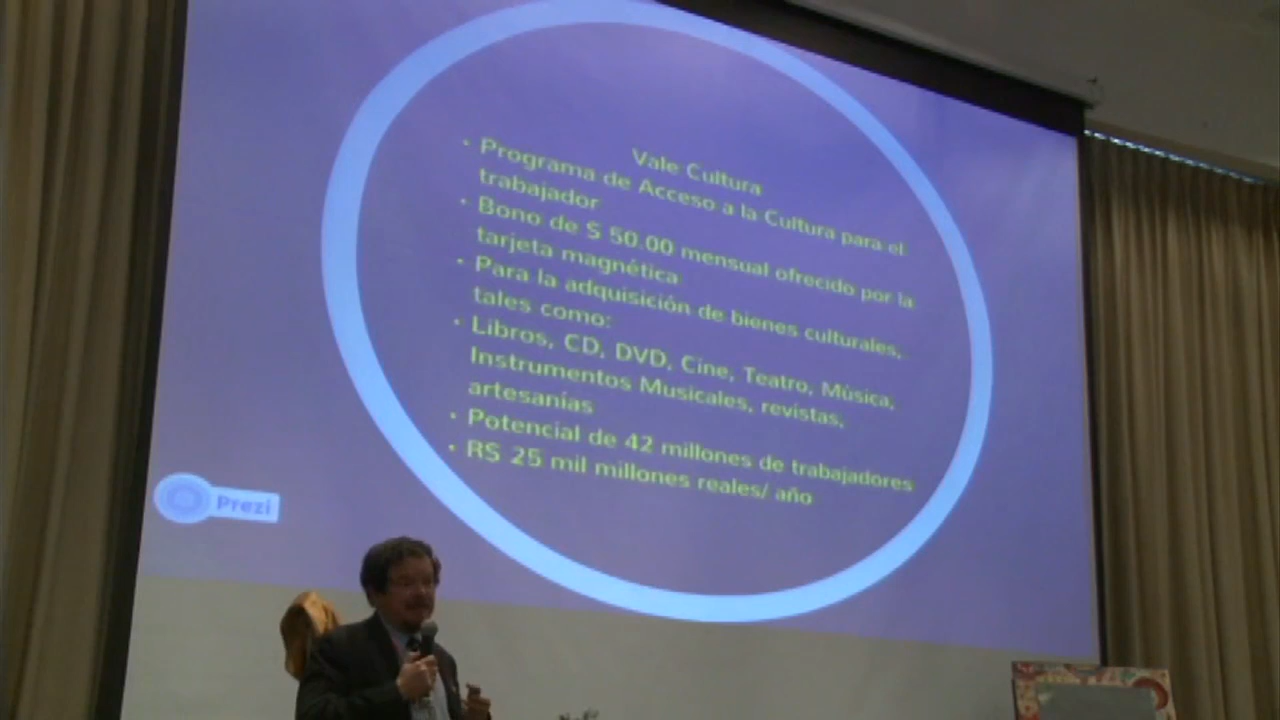 Vale Cultura
• Programa de Acceso a la Cultura para el
trabajador
• Bono de $ 50.00 mensual ofrecido por la
tarjeta magnética
• Para la adquisición de bienes culturales,
tales como:
• Libros, CD, DVD, Cine, Teatro, Música,
Instrumentos Musicales, revistas,
artesanías
• Potencial de 42 millones de trabajadores
• R$ 25 mil millones reales/ año
Prezi